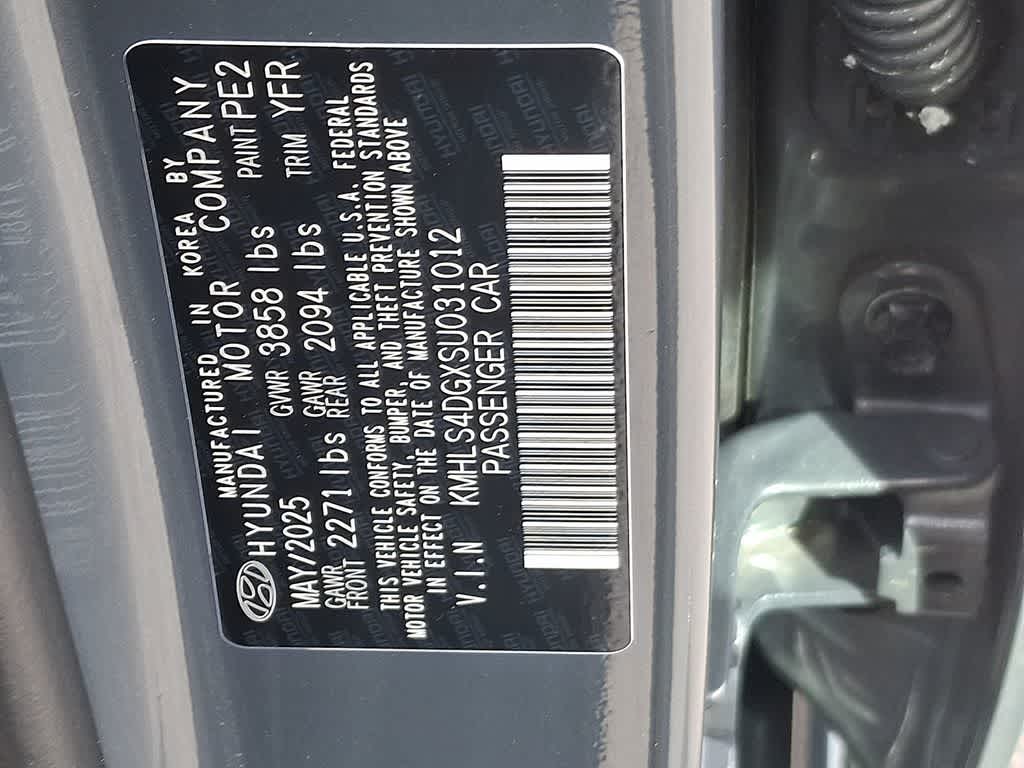 MANUFACTURED IN KOREA BY
HYUNDAI MOTOR COMPANY
MAY/2025 GVWR 3858 lbs PAINT PE2
GAWR FRONT 2271 lbs GAWR REAR 2094 lbs TRIM YFR
THIS VEHICLE CONFORMS TO ALL APPLICABLE U.S.A. FEDERAL
MOTOR VEHICLE SAFETY, BUMPER, AND THEFT PREVENTION STANDARDS
IN EFFECT ON THE DATE OF MANUFACTURE SHOWN ABOVE
V.I.N KMHLS4DGXSU031012
PASSENGER CAR